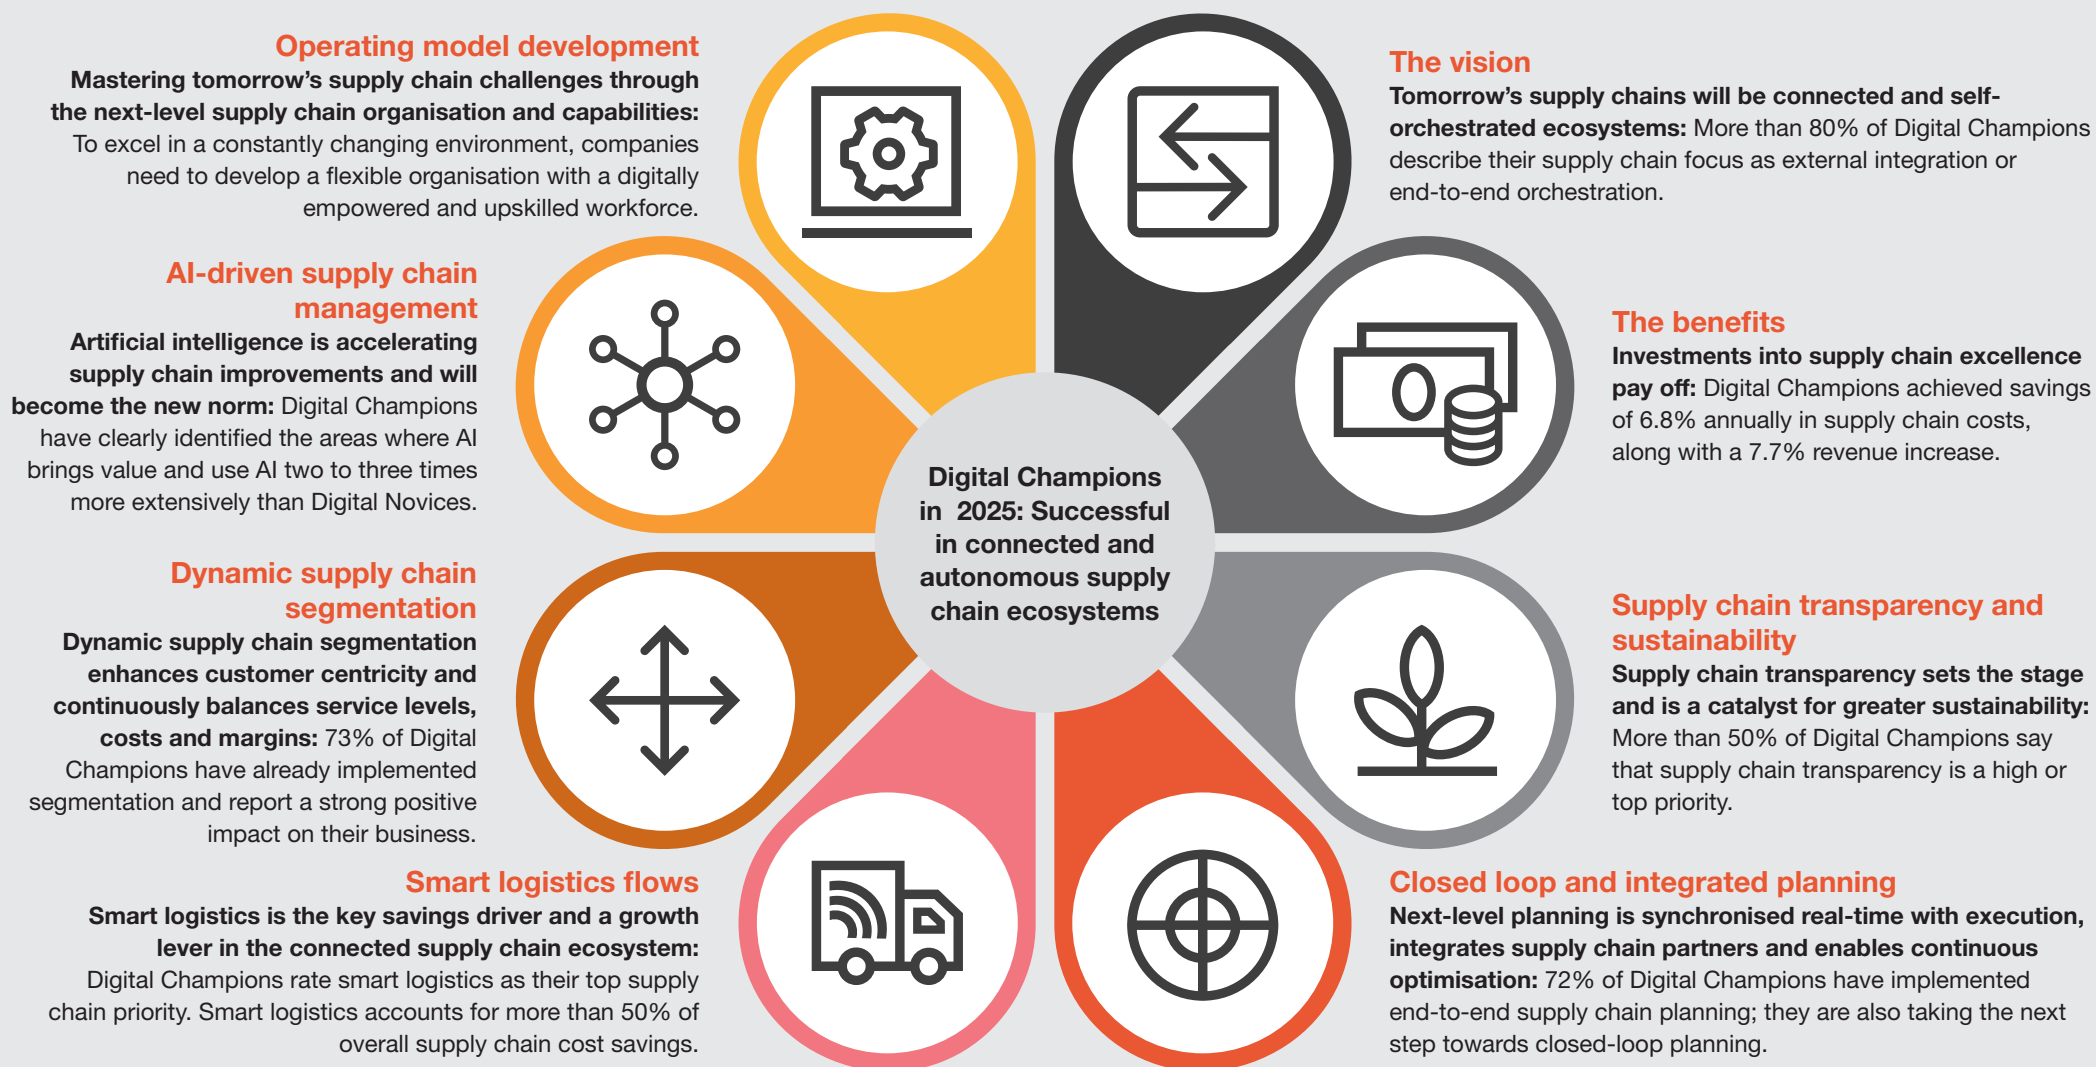 Operating model development
Mastering tomorrow’s supply chain challenges through
the next-level supply chain organisation and capabilities:
To excel in a constantly changing environment, companies
need to develop a flexible organisation with a digitally
empowered and upskilled workforce.
AI-driven supply chain
management
Artificial intelligence is accelerating
supply chain improvements and will
become the new norm: Digital Champions
have clearly identified the areas where AI
brings value and use AI two to three times
more extensively than Digital Novices.
Dynamic supply chain
segmentation
Dynamic supply chain segmentation
enhances customer centricity and
continuously balances service levels,
costs and margins: 73% of Digital
Champions have already implemented
segmentation and report a strong positive
impact on their business.
Smart logistics flows
Smart logistics is the key savings driver and a growth
lever in the connected supply chain ecosystem:
Digital Champions rate smart logistics as their top supply
chain priority. Smart logistics accounts for more than 50% of
overall supply chain cost savings.
Digital Champions
in 2025: Successful
in connected and
autonomous supply
chain ecosystems
The vision
Tomorrow’s supply chains will be connected and self-
orchestrated ecosystems: More than 80% of Digital Champions
describe their supply chain focus as external integration or
end-to-end orchestration.
The benefits
Investments into supply chain excellence
pay off: Digital Champions achieved savings
of 6.8% annually in supply chain costs,
along with a 7.7% revenue increase.
Supply chain transparency and
sustainability
Supply chain transparency sets the stage
and is a catalyst for greater sustainability:
More than 50% of Digital Champions say
that supply chain transparency is a high or
top priority.
Closed loop and integrated planning
Next-level planning is synchronised real-time with execution,
integrates supply chain partners and enables continuous
optimisation: 72% of Digital Champions have implemented
end-to-end supply chain planning; they are also taking the next
step towards closed-loop planning.